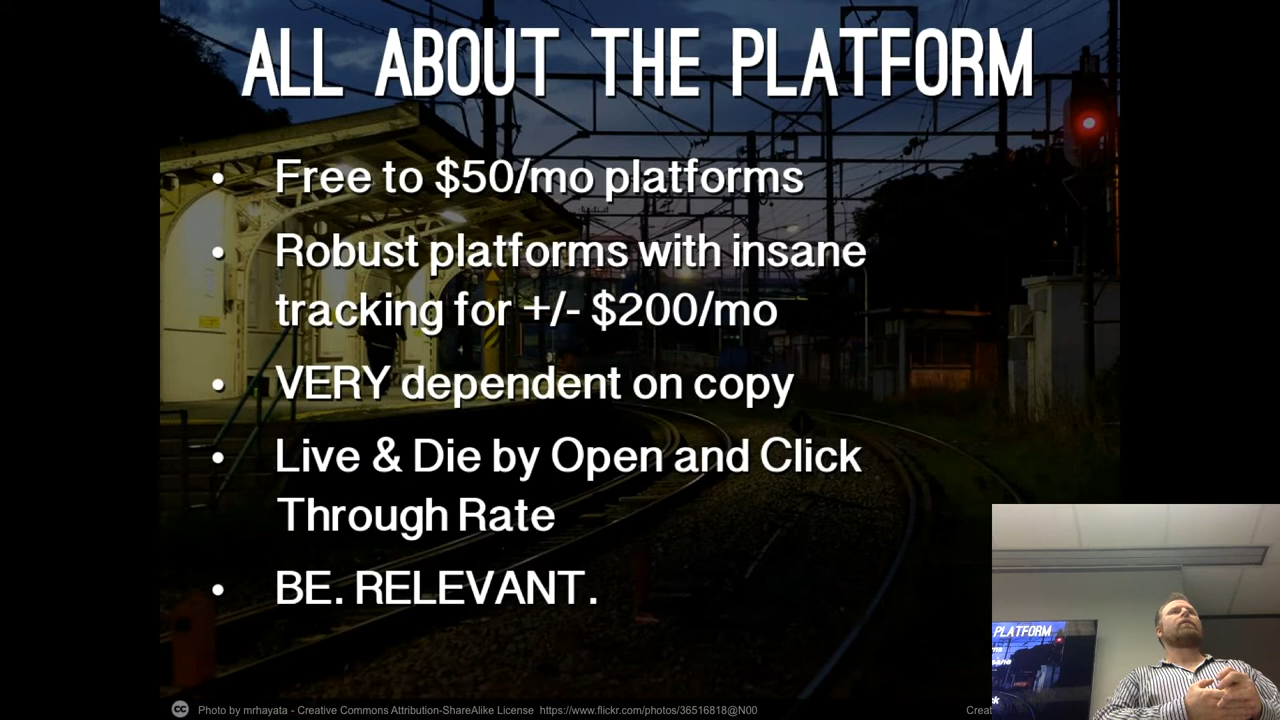 ALL ABOUT THE PLATFORM
• Free to $50/mo platforms
• Robust platforms with insane
tracking for +/- $200/mo
• VERY dependent on copy
• Live & Die by Open and Click
Through Rate
• BE. RELEVANT.
PLATFORM
cc Photo by mrhayata - Creative Commons Attribution-ShareAlike License https://www.flickr.com/photos/36516818@N00